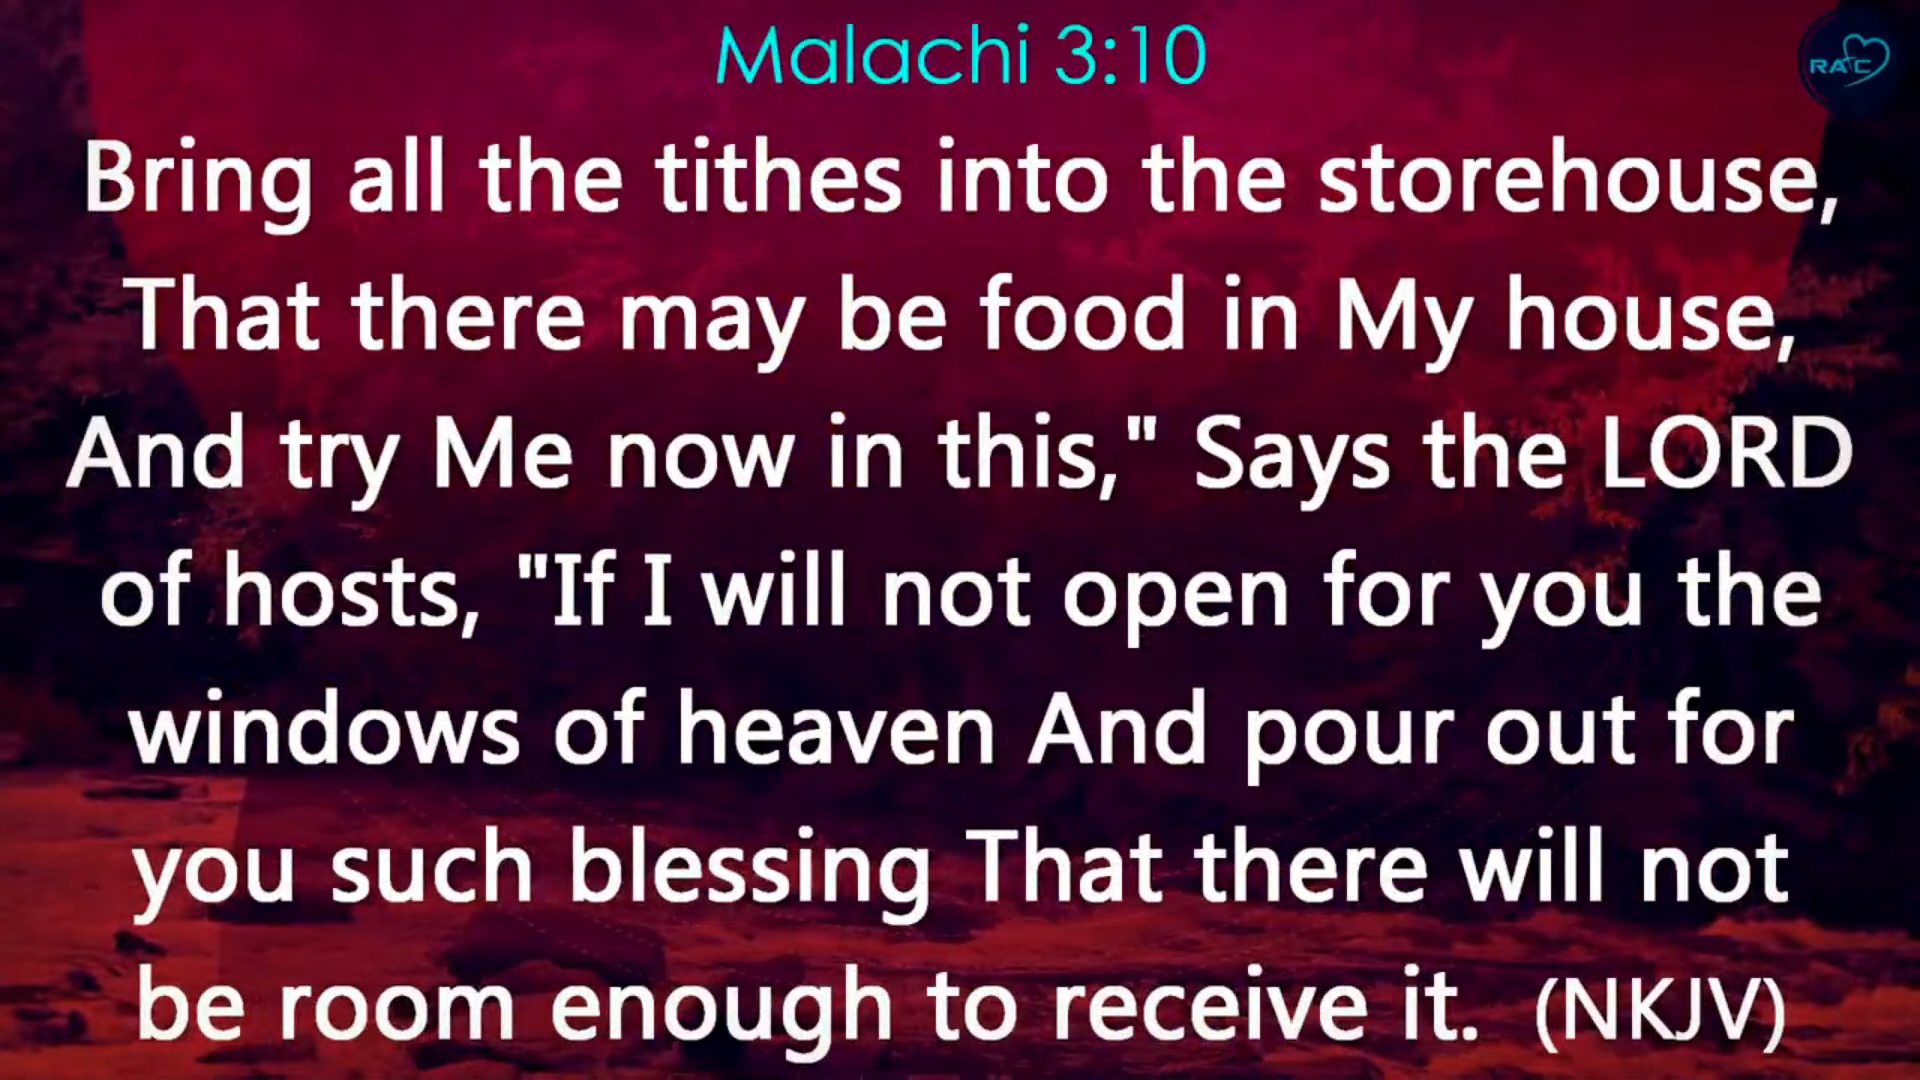 Malachi 3:10
RATC
Bring all the tithes into the storehouse,
That there may be food in My house,
And try Me now in this," Says the LORD
of hosts, "If I will not open for you the
windows of heaven And pour out for
you such blessing That there will not
be room enough to receive it. (NKJV)